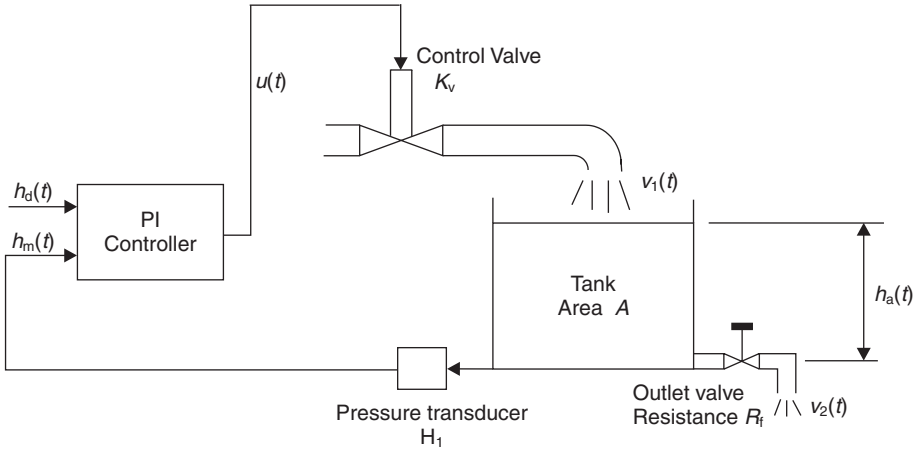 Control Valve
Kv
u(t)
hd(t)
hm(t)
PI
Controller
v1(t)
Tank
Area A
ha(t)
Pressure transducer
H1
Outlet valve
Resistance Rf
v2(t)